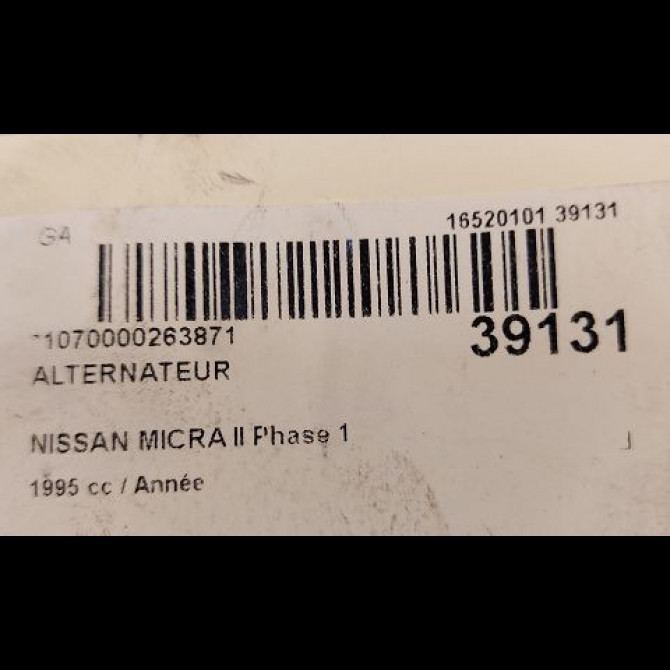 GA
16520101 39131
1070000263871
39131
ALTERNATEUR
NISSAN MICRA II Phase 1
1995 cc / Année